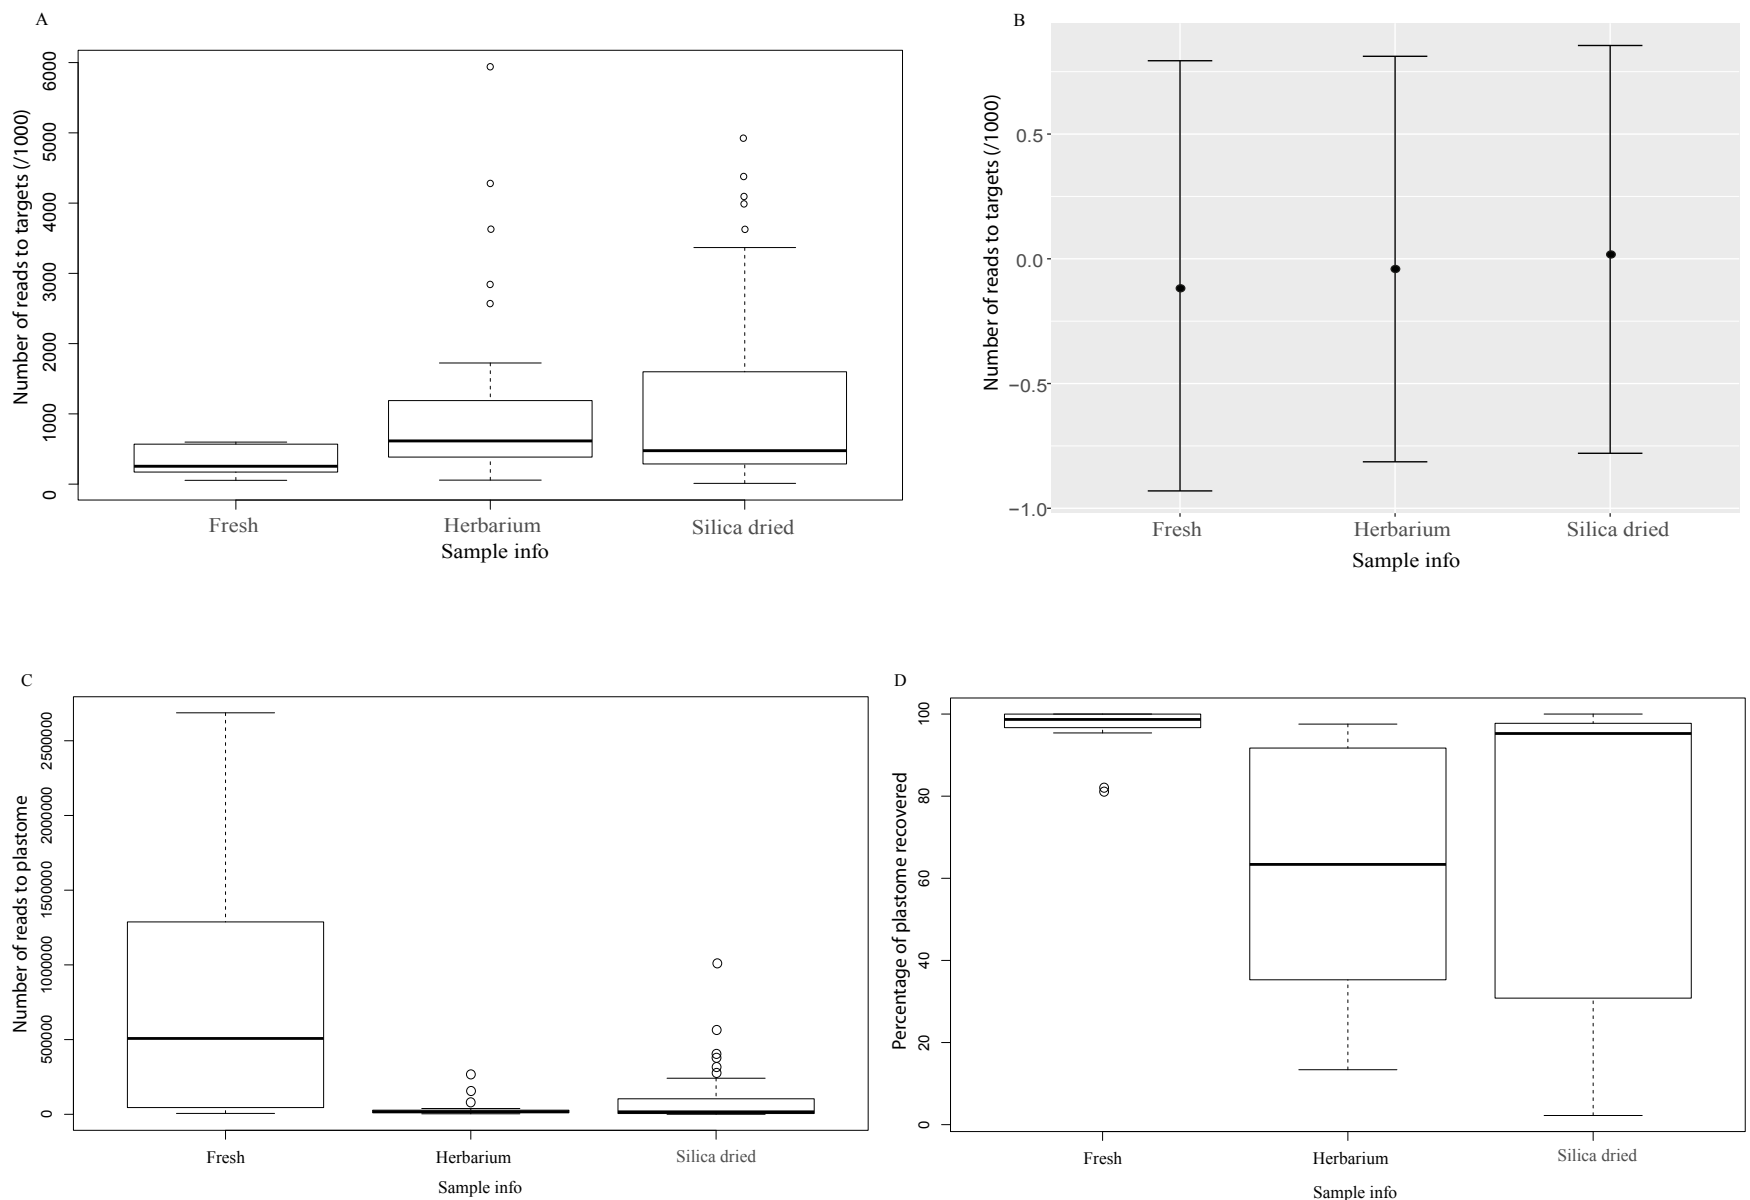 A
Number of reads to targets (/1000)
6000
5000
4000
3000
2000
1000
0
Fresh
Herbarium
Silica dried
Sample info
B
Number of reads to targets (/1000)
0.5
0.0
−0.5
−1.0
Fresh
Herbarium
Silica dried
Sample info
C
Number of reads to plastome
2500000
2000000
1500000
1000000
500000
0
Fresh
Herbarium
Silica dried
Sample info
D
Percentage of plastome recovered
100
80
60
40
20
0
Fresh
Herbarium
Silica dried
Sample info